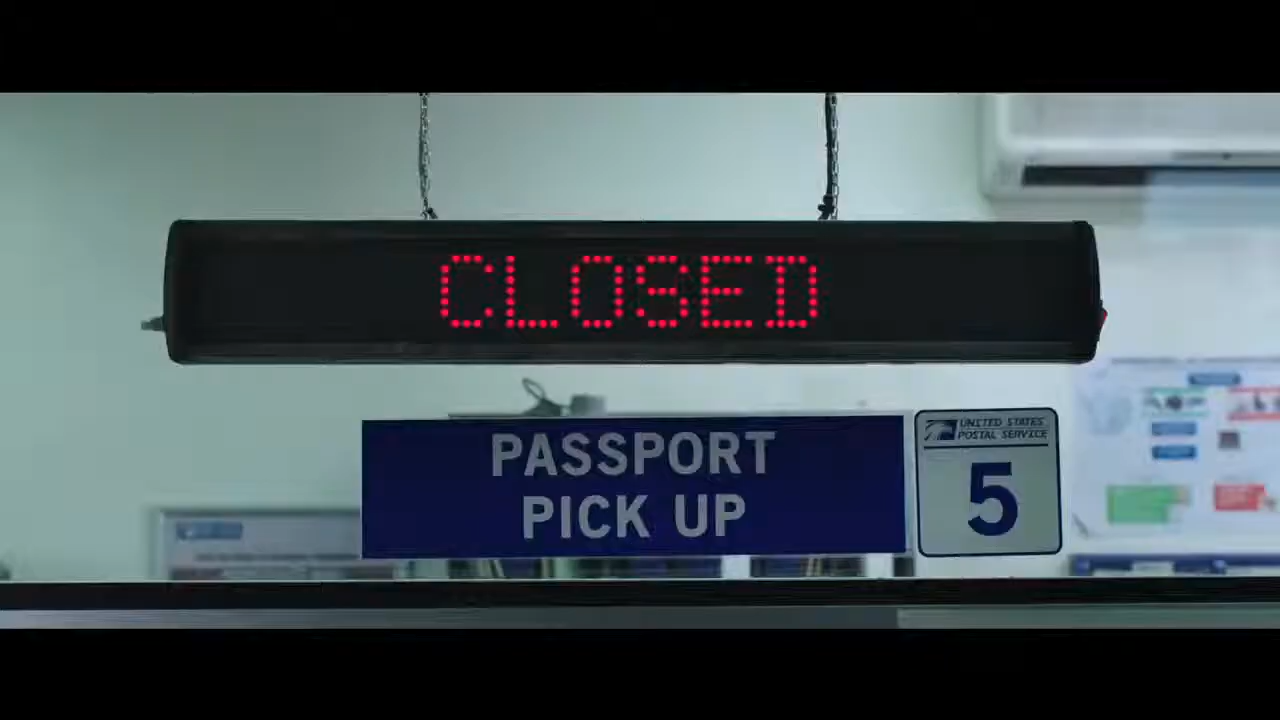 CLOSED
PASSPORT
PICK UP
UNITED STATES
POSTAL SERVICE
5